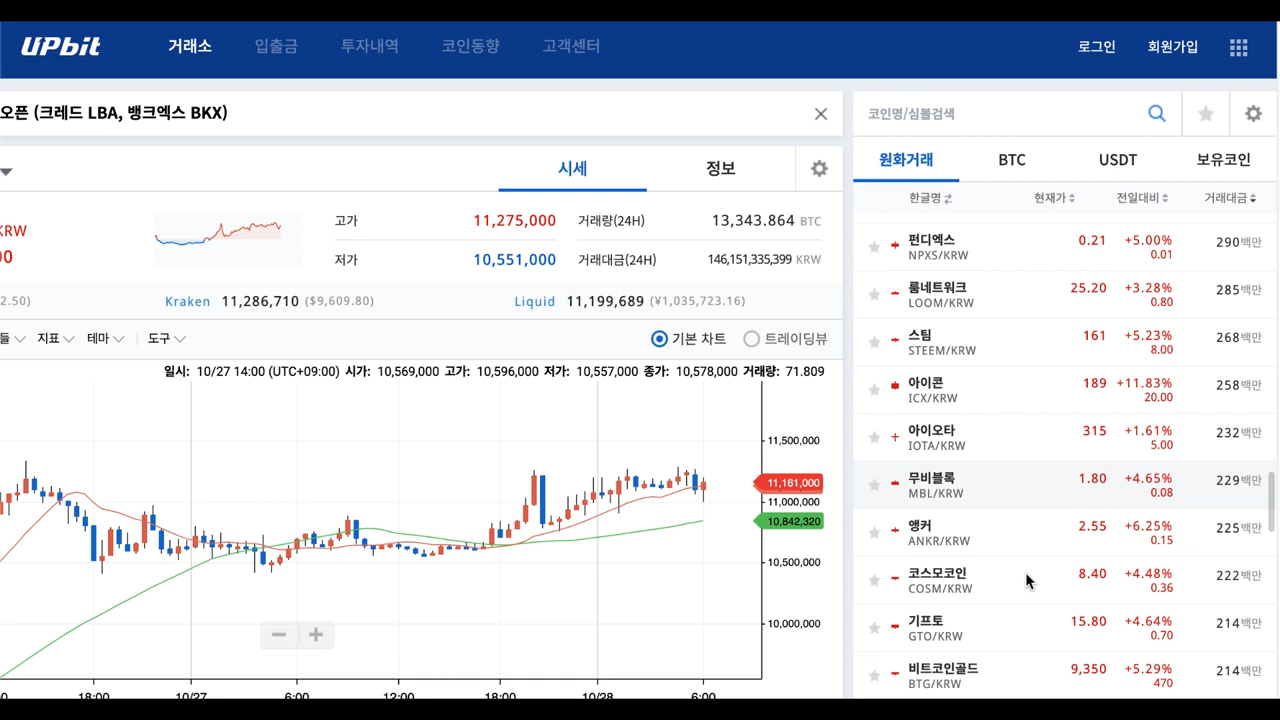 UPbit 거래소 입출금 투자내역 코인동향 고객센터 로그인 회원가입
오픈 (크레드 LBA, 뱅크엑스 BKX)
시세 정보
KRW
00
고가 11,275,000 거래량(24H) 13,343.864 BTC
저가 10,551,000 거래대금(24H) 146,151,335,399 KRW
2.50) Kraken 11,286,710 ($9,609.80) Liquid 11,199,689 (¥1,035,723.16)
들 지표 테마 도구 기본 차트 트레이딩뷰
일시: 10/27 14:00 (UTC+09:00) 시가: 10,569,000 고가: 10,596,000 저가: 10,557,000 종가: 10,578,000 거래량: 71.809
11,500,000
11,161,000
11,000,000
10,842,320
10,500,000
10,000,000
18:00 10/27 6:00 12:00 18:00 10/28 6:00
코인명/심볼검색
원화거래 BTC USDT 보유코인
한글명 현재가 전일대비 거래대금
펀디엑스 0.21 +5.00% 290백만
NPXS/KRW 0.01
룸네트워크 25.20 +3.28% 285백만
LOOM/KRW 0.80
스팀 161 +5.23% 268백만
STEEM/KRW 8.00
아이콘 189 +11.83% 258백만
ICX/KRW 20.00
아이오타 315 +1.61% 232백만
IOTA/KRW 5.00
무비블록 1.80 +4.65% 229백만
MBL/KRW 0.08
앵커 2.55 +6.25% 225백만
ANKR/KRW 0.15
코스모코인 8.40 +4.48% 222백만
COSM/KRW 0.36
기프토 15.80 +4.64% 214백만
GTO/KRW 0.70
비트코인골드 9,350 +5.29% 214백만
BTG/KRW 470